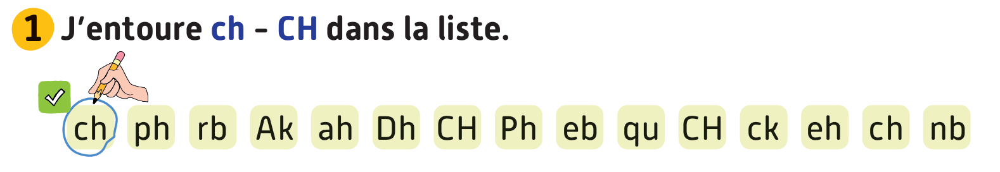 1 J'entoure ch - CH dans la liste.
ch ph rb Ak ah Dh CH Ph eb qu CH ck eh ch nb